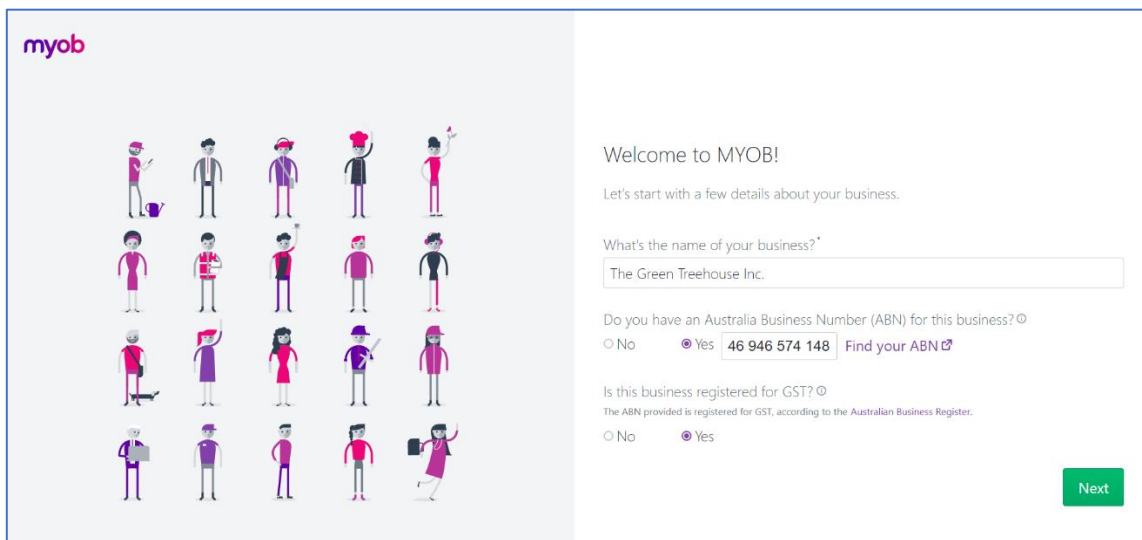 myob
Welcome to MYOB!
Let's start with a few details about your business.
What's the name of your business?*
The Green Treehouse Inc.
Do you have an Australia Business Number (ABN) for this business?
No Yes 46 946 574 148 Find your ABN
Is this business registered for GST?
The ABN provided is registered for GST, according to the Australian Business Register.
No Yes
Next